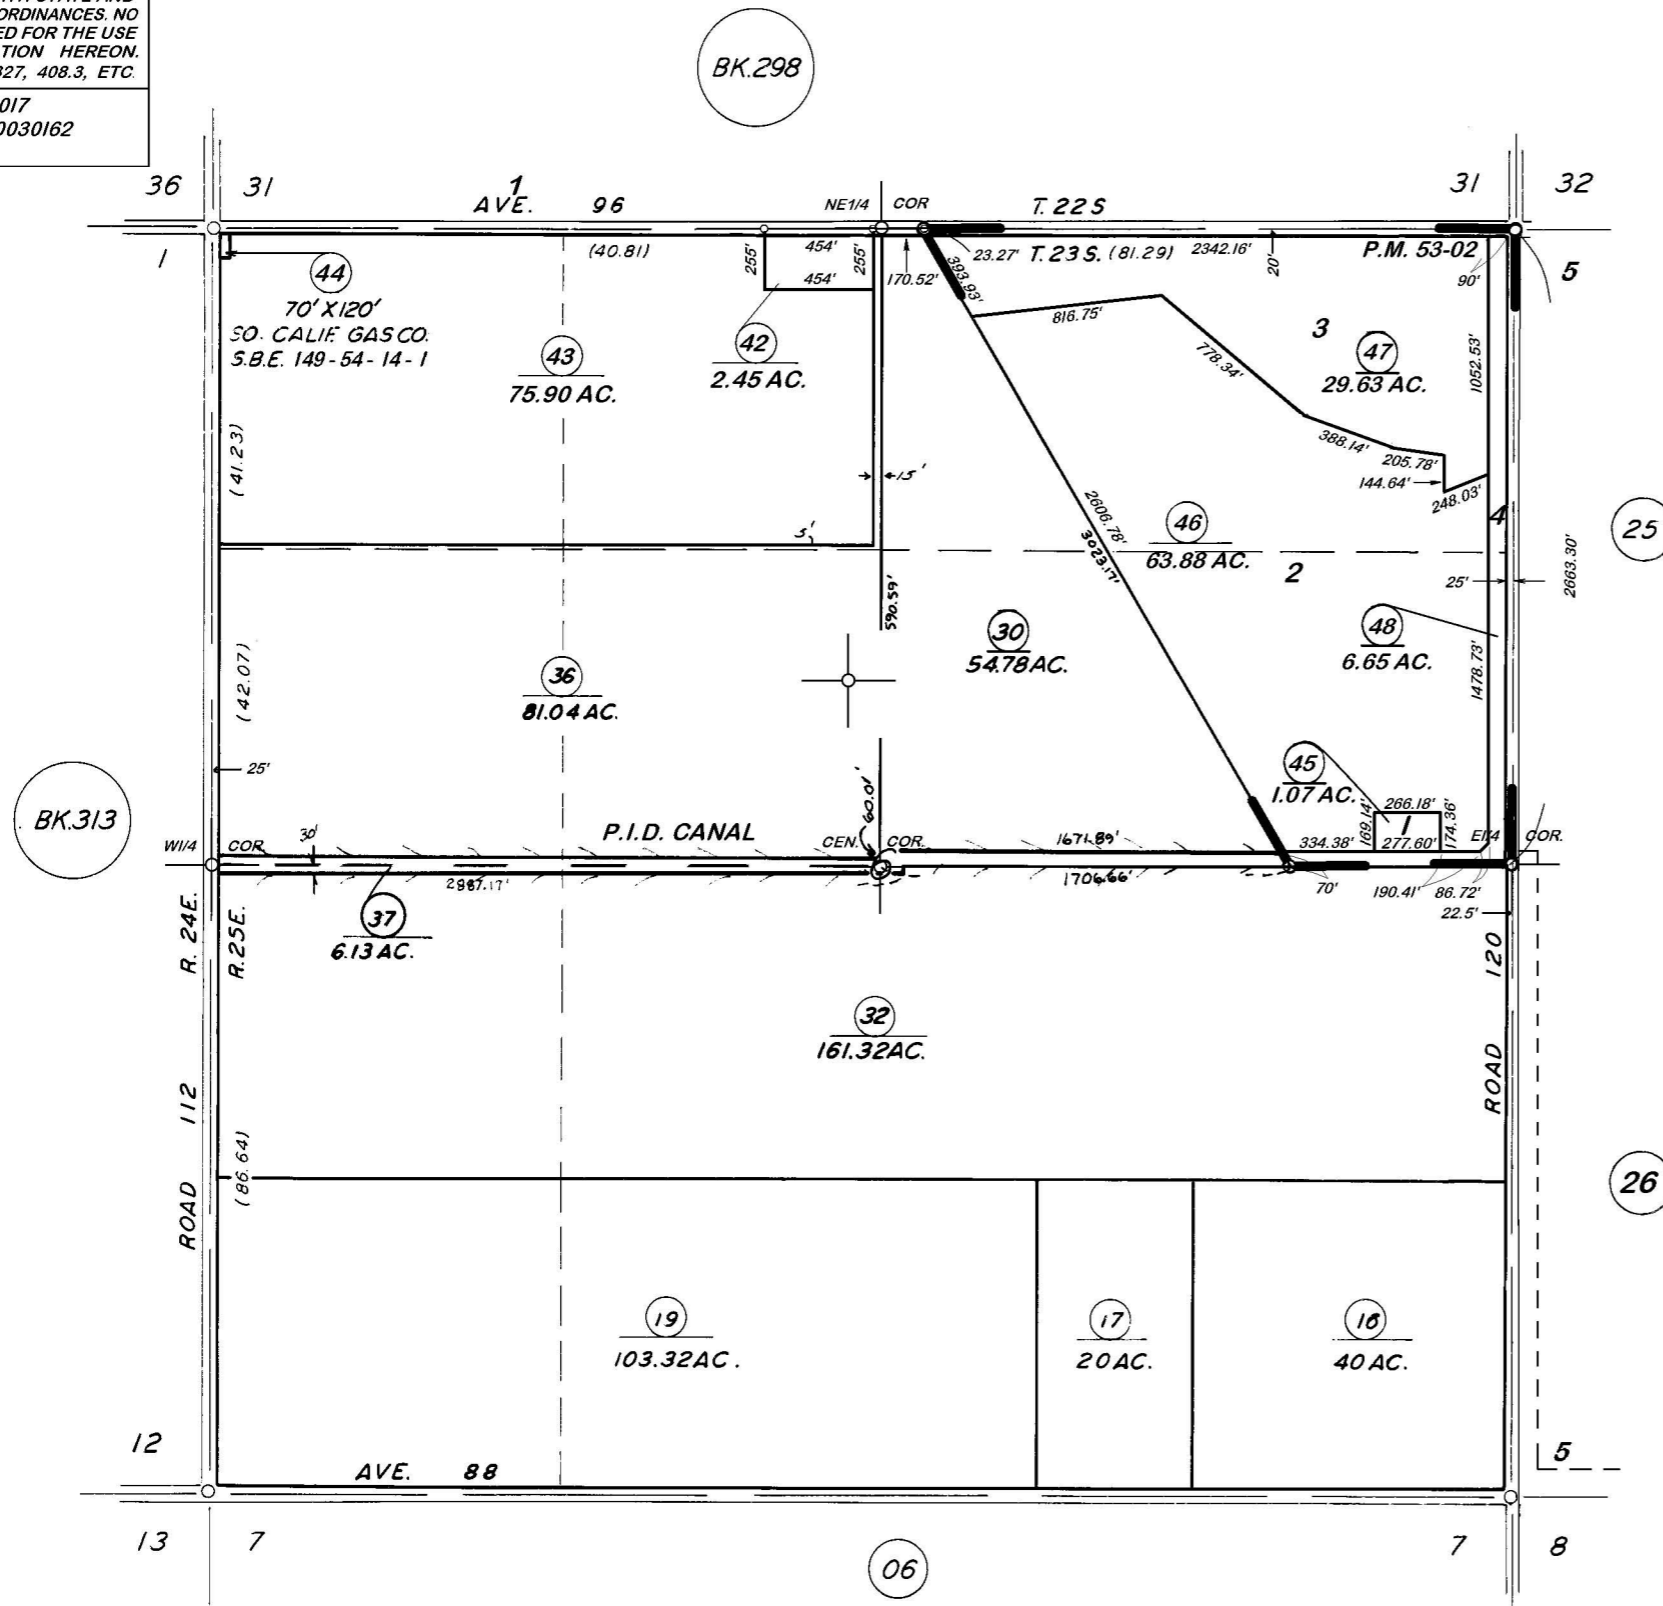 ORDINANCES. NO
ED FOR THE USE
TION HEREON.
327, 408.3, ETC.
017
0030162
BK.298
36 31 1 31 32
AVE. 96 NE1/4 COR T. 22 S
1 (40.81) 454' 255' 255' 23.27' T. 23 S. (81.29) 2342.16' 20' P.M. 53-02 5
44 454' 170.52' 393.93' 90'
70' X 120' 816.75' 3
SO. CALIF. GAS CO. 43 42 778.34' 47 1052.53'
S.B.E. 149-54-14-1 75.90 AC. 2.45 AC. 29.63 AC.
(41.23) 388.14' 205.78'
15' 144.64' 248.03'
5' 2606.78' 46 4 25
3023.17' 63.88 AC. 2 25' 2663.30'
590.59' 30 48
54.78 AC. 6.65 AC.
(42.07) 36 1478.73'
81.04 AC.
25' 45
60.01' 1.07 AC. 266.18'
BK.313 P.I.D. CANAL 169.14' 1 174.36'
W1/4 COR. 30' CEN. COR. 1671.89' 334.38' 277.60' E1/4 COR.
2987.17' 1706.66' 70' 190.41' 86.72'
R. 24E. R. 25E. 37 22.5'
6.13 AC.
32
161.32 AC.
ROAD 112 ROAD 120
(86.64) 26
19 17 18
103.32 AC. 20 AC. 40 AC.
12 5
AVE. 88
13 7 7 8
06